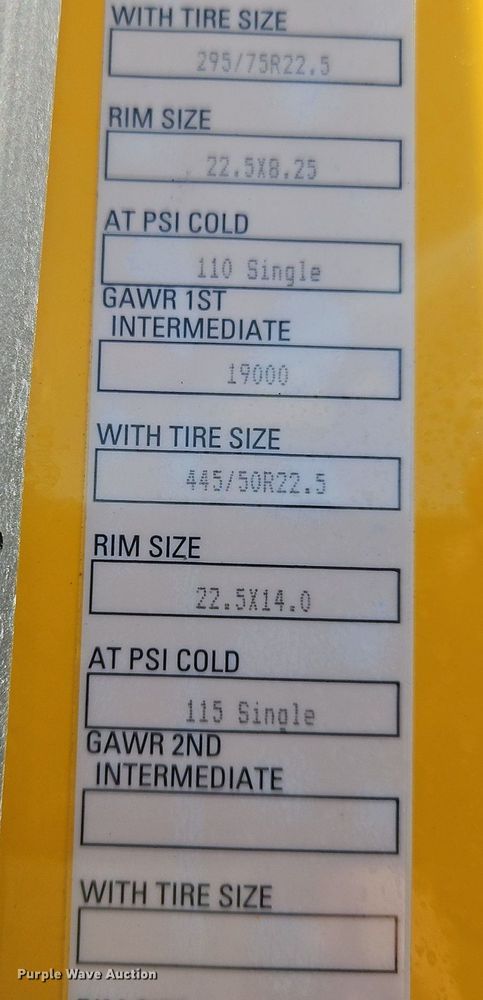 WITH TIRE SIZE
295/75R22.5
RIM SIZE
22.5X8.25
AT PSI COLD
110 Single
GAWR 1ST
INTERMEDIATE
19000
WITH TIRE SIZE
445/50R22.5
RIM SIZE
22.5X14.0
AT PSI COLD
115 Single
GAWR 2ND
INTERMEDIATE
WITH TIRE SIZE
Purple Wave Auction